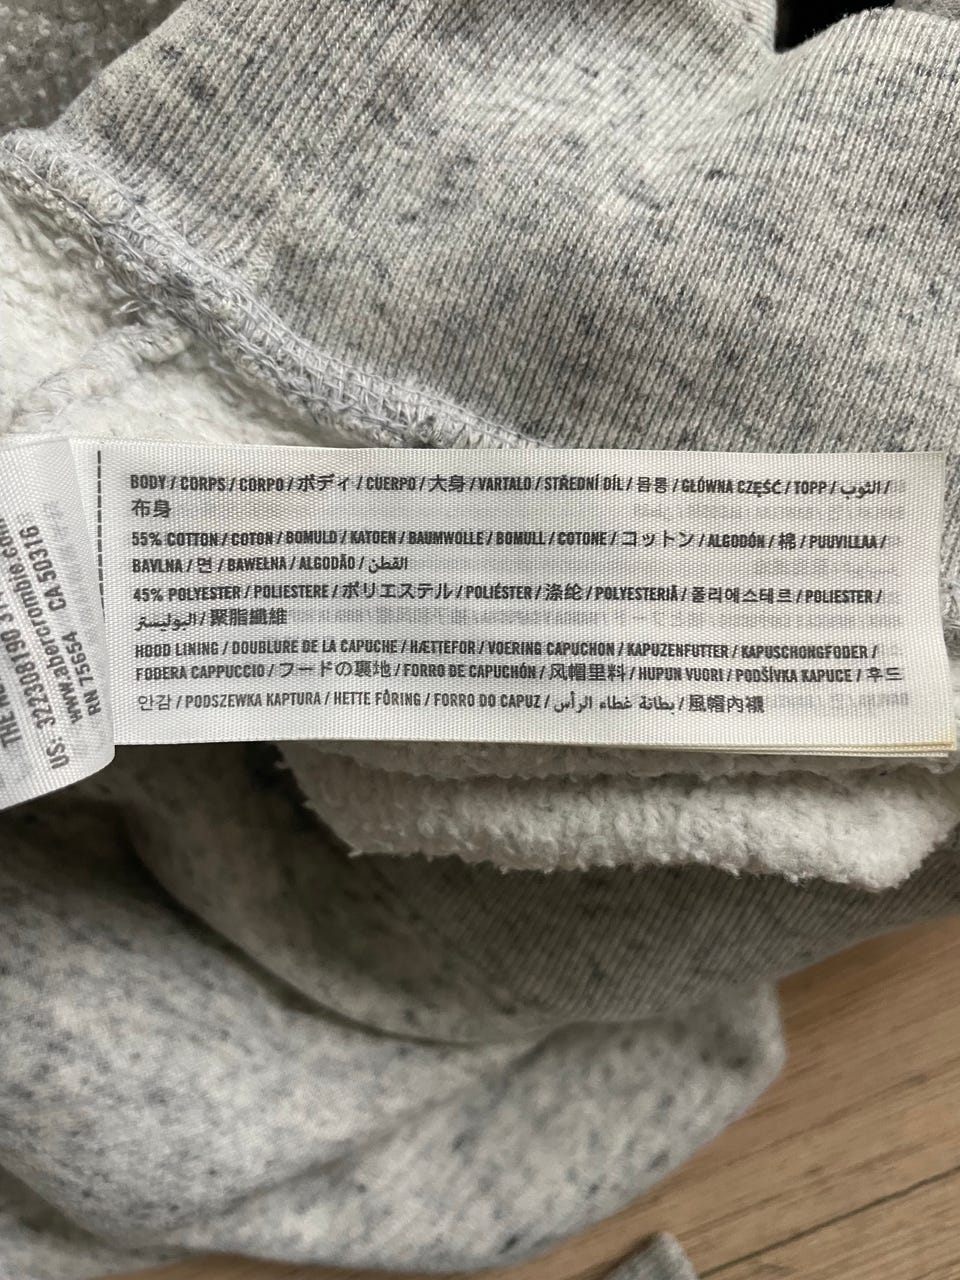 BODY / CORPS / CORPO / ボディ / CUERPO / 大身 / VARTALO / STŘEDNÍ DÍL / 몸통 / GŁÓWNA CZĘŚĆ / TOPP / الثوب /
布身
55% COTTON / COTON / BOMULD / KATOEN / BAUMWOLLE / BOMULL / COTONE / コットン / ALGODÓN / 棉 / PUUVILLAA /
BAVLNA / 면 / BAWEŁNA / ALGODÃO / القطن
45% POLYESTER / POLIESTERE / ポリエステル / POLIÉSTER / 涤纶 / POLYESTERIÄ / 폴리에스테르 / POLIESTER /
البوليستر / 聚脂纖維
HOOD LINING / DOUBLURE DE LA CAPUCHE / HÆTTEFOR / VOERING CAPUCHON / KAPUZENFUTTER / KAPUSCHONGFODER /
FODERA CAPPUCCIO / フードの裏地 / FORRO DE CAPUCHÓN / 风帽里料 / HUPUN VUORI / PODŠÍVKA KAPUCE / 후드
안감 / PODSZEWKA KAPTURA / HETTE FÔRING / FORRO DO CAPUZ / بطانة غطاء الرأس / 風帽內襯
US:
RN 75654 CA 50316